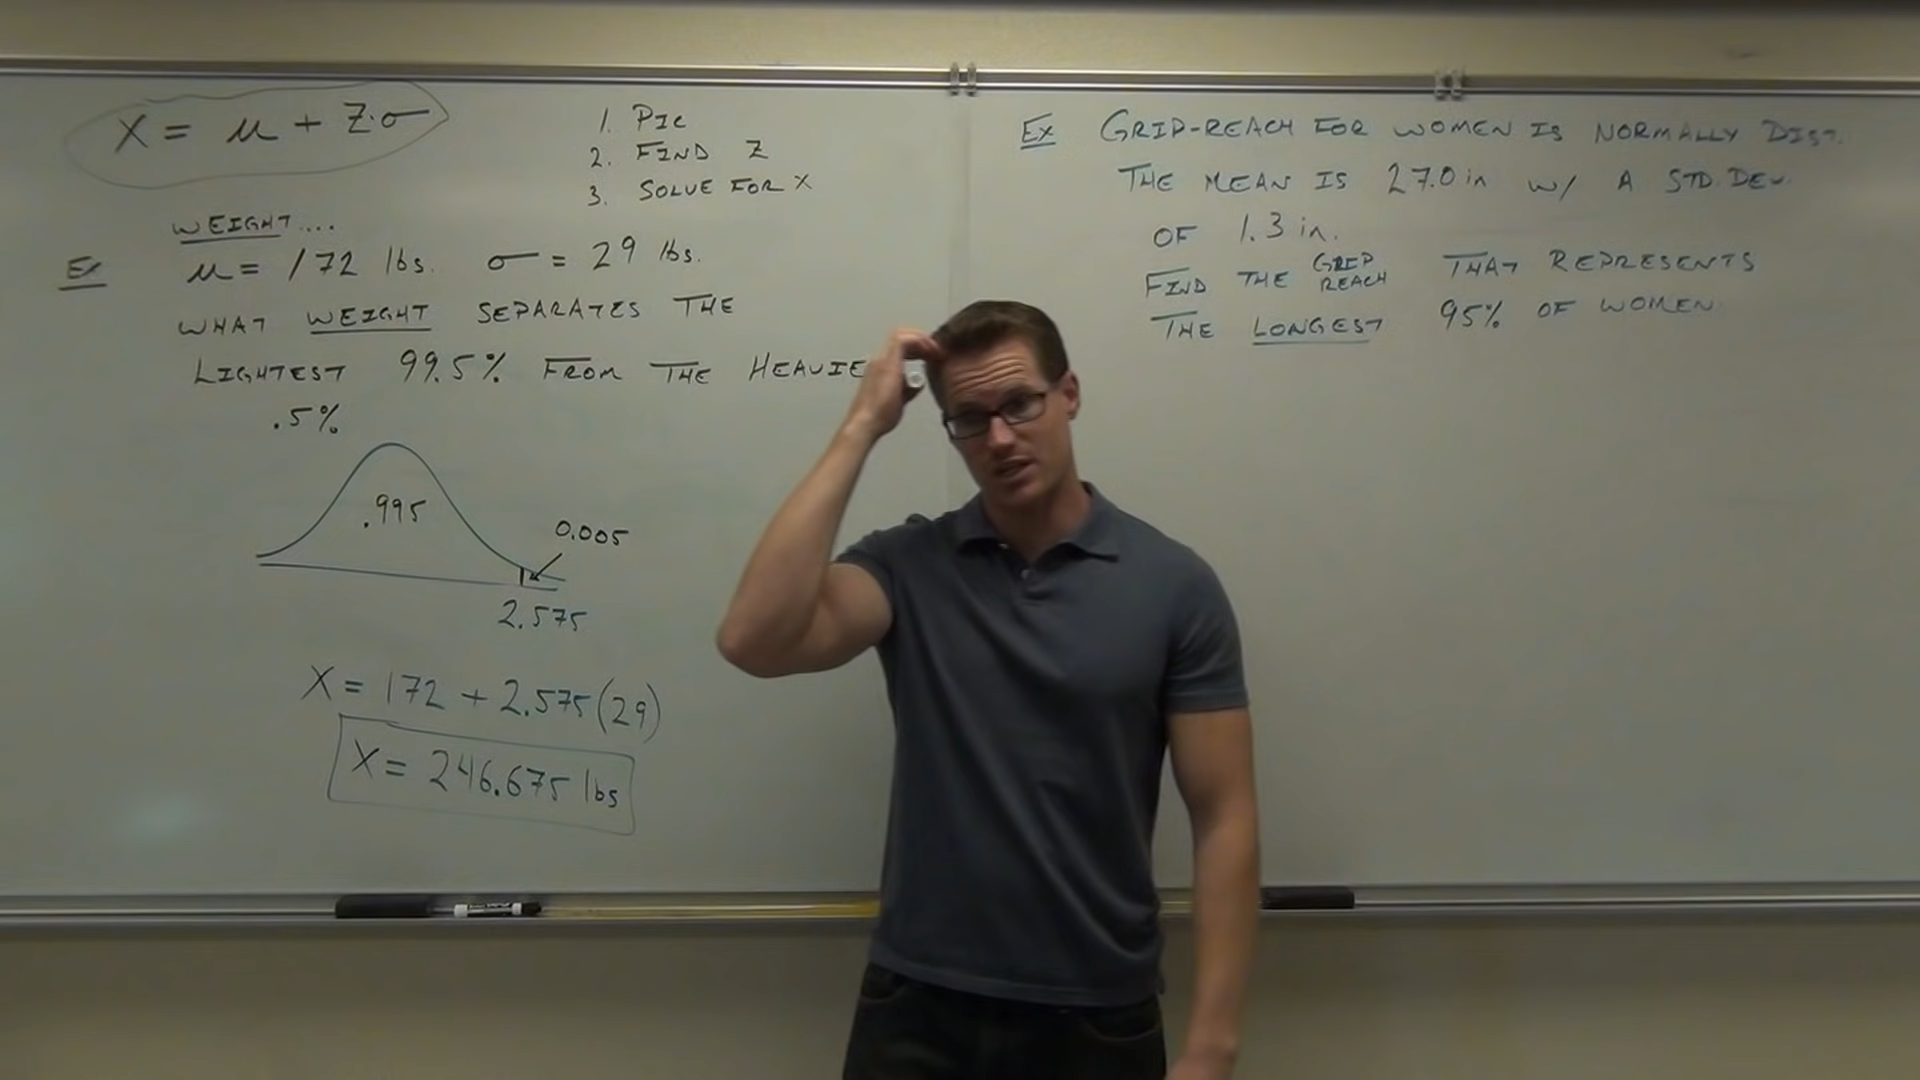 X = μ + Z·σ
1. PIC
2. FIND Z
3. SOLVE FOR X
WEIGHT....
Ex μ = 172 lbs. σ = 29 lbs.
WHAT WEIGHT SEPARATES THE
LIGHTEST 99.5% FROM THE HEAVIE
.5%
.995
0.005
2.575
X = 172 + 2.575(29)
X = 246.675 lbs
Ex GRIP-REACH FOR WOMEN IS NORMALLY DIST.
THE MEAN IS 27.0 in w/ A STD. DEV.
OF 1.3 in.
FIND THE GRIP REACH THAT REPRESENTS
THE LONGEST 95% OF WOMEN.